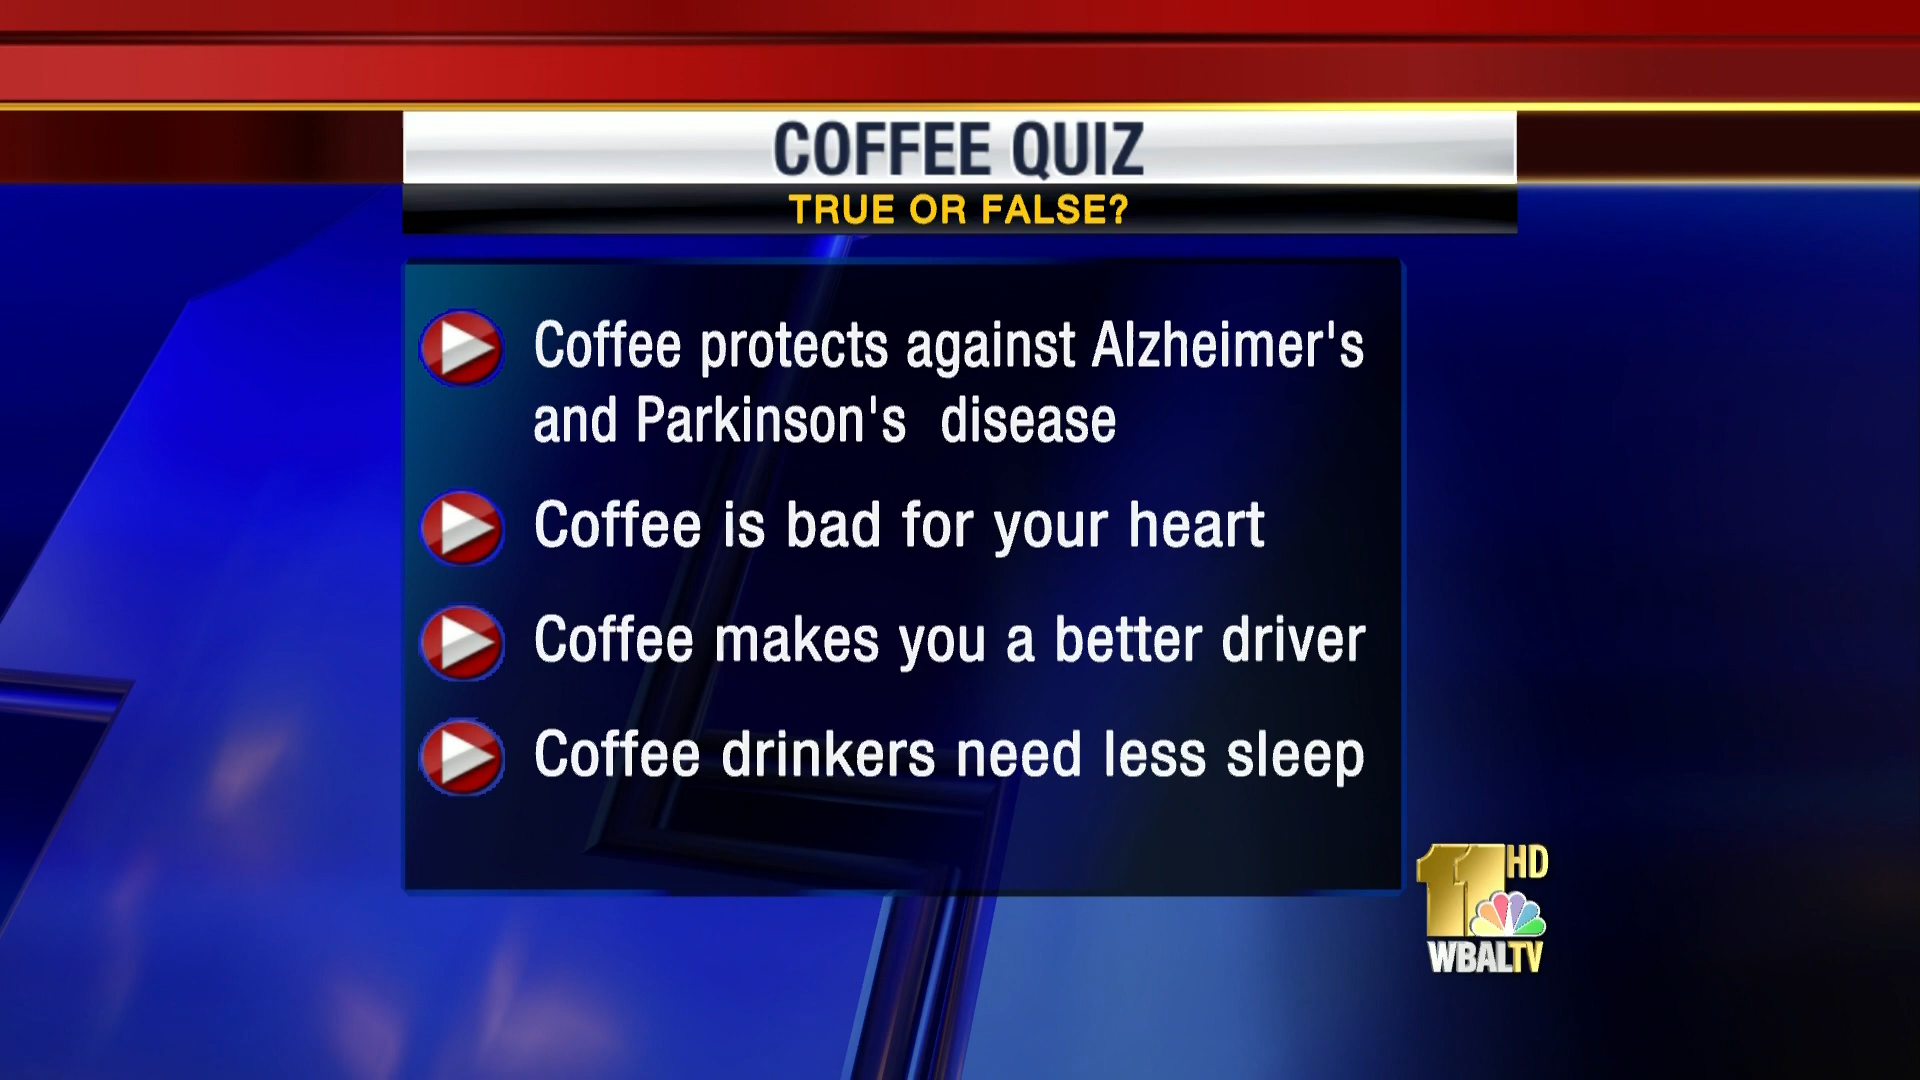 COFFEE QUIZ
TRUE OR FALSE?
Coffee protects against Alzheimer's
and Parkinson's  disease
Coffee is bad for your heart
Coffee makes you a better driver
Coffee drinkers need less sleep
11 HD
WBALTV